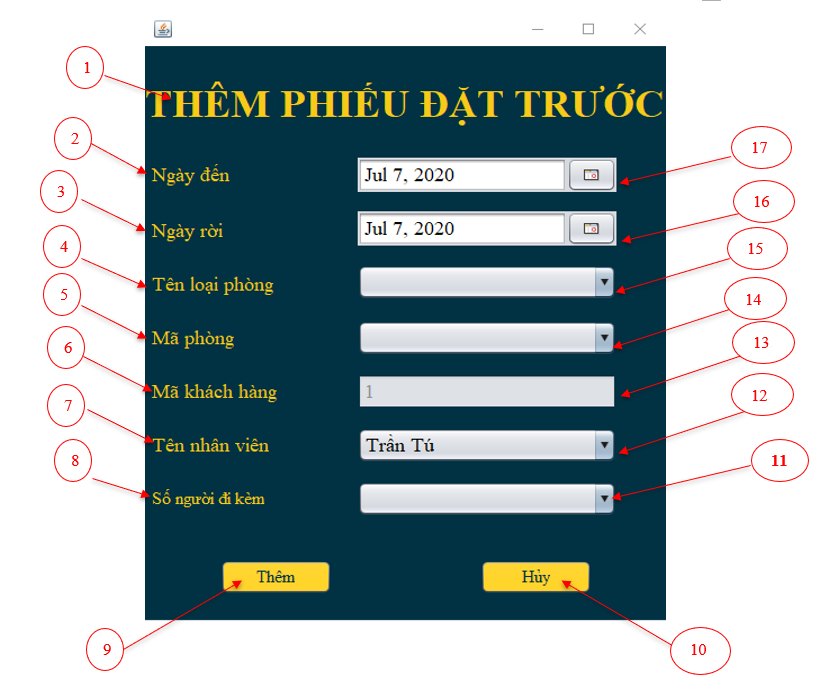 1
THÊM PHIẾU ĐẶT TRƯỚC
2
Ngày đến
Jul 7, 2020
17
3
Ngày rời
Jul 7, 2020
16
4
Tên loại phòng
15
5
Mã phòng
14
6
Mã khách hàng
1
13
7
Tên nhân viên
Trần Tú
12
8
Số người đi kèm
11
Thêm
Hủy
9
10